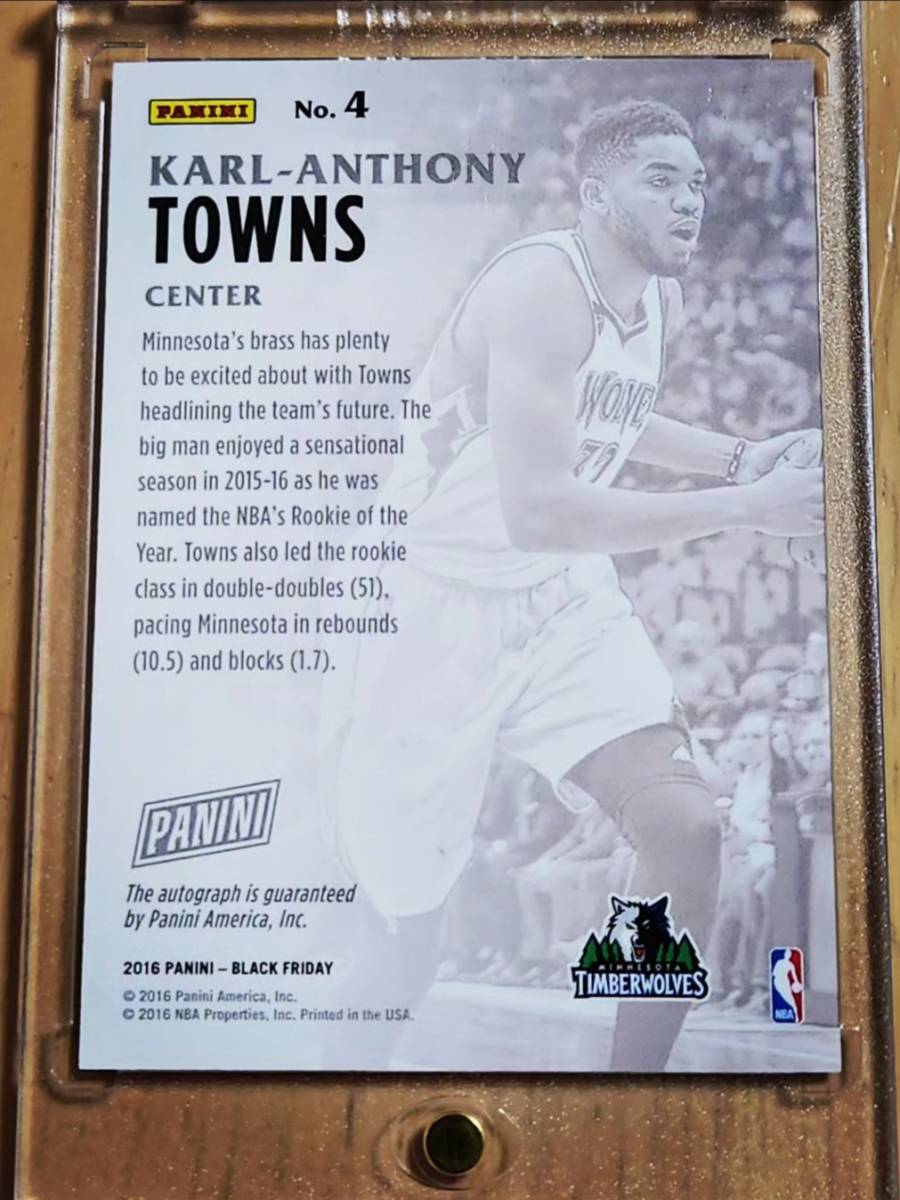 PANINI
No. 4
KARL-ANTHONY
TOWNS
CENTER
Minnesota's brass has plenty
to be excited about with Towns
headlining the team's future. The
big man enjoyed a sensational
season in 2015-16 as he was
named the NBA's Rookie of the
Year. Towns also led the rookie
class in double-doubles (51),
pacing Minnesota in rebounds
(10.5) and blocks (1.7).
WOLVE
32
PANINI
The autograph is guaranteed
by Panini America, Inc.
2016 PANINI – BLACK FRIDAY
© 2016 Panini America, Inc.
© 2016 NBA Properties, Inc. Printed in the USA.
MINNESOTA
TIMBERWOLVES
NBA